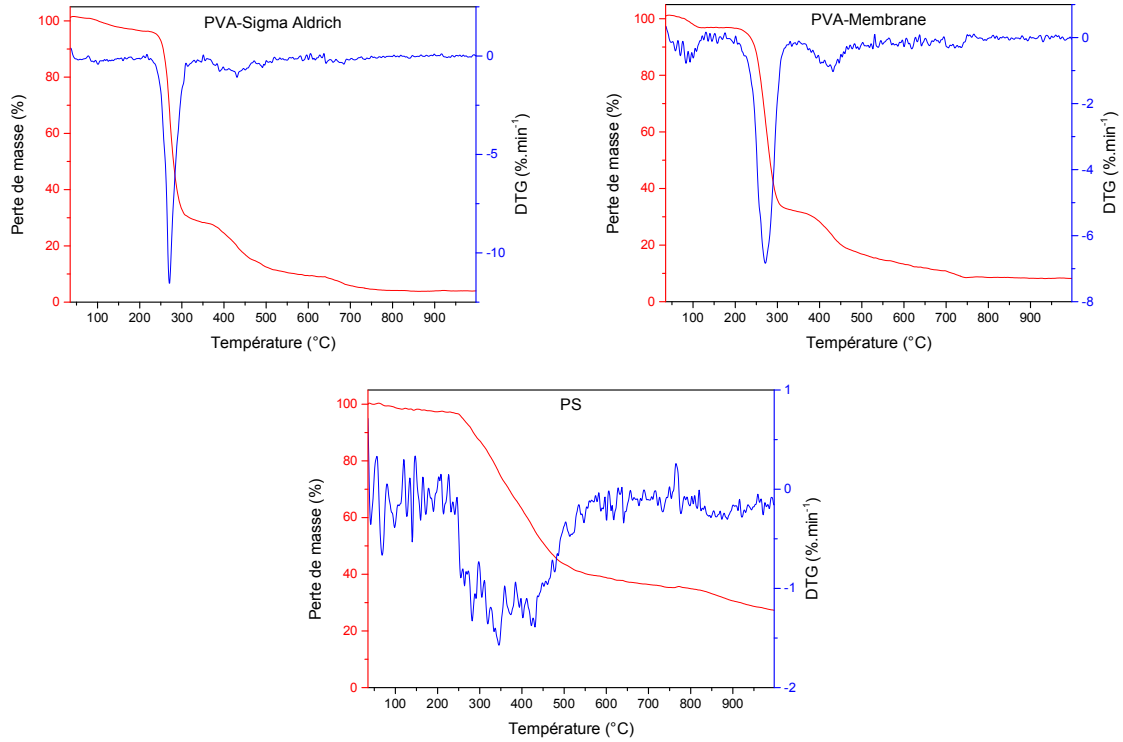 PVA-Sigma Aldrich
Perte de masse (%)
100
80
60
40
20
0
0
-5
-10
DTG (%.min⁻¹)
100 200 300 400 500 600 700 800 900
Température (°C)
PVA-Membrane
Perte de masse (%)
100
80
60
40
20
0
0
-2
-4
-6
-8
DTG (%.min⁻¹)
100 200 300 400 500 600 700 800 900
Température (°C)
PS
Perte de masse (%)
100
80
60
40
20
0
1
0
-1
-2
DTG (%.min⁻¹)
100 200 300 400 500 600 700 800 900
Température (°C)